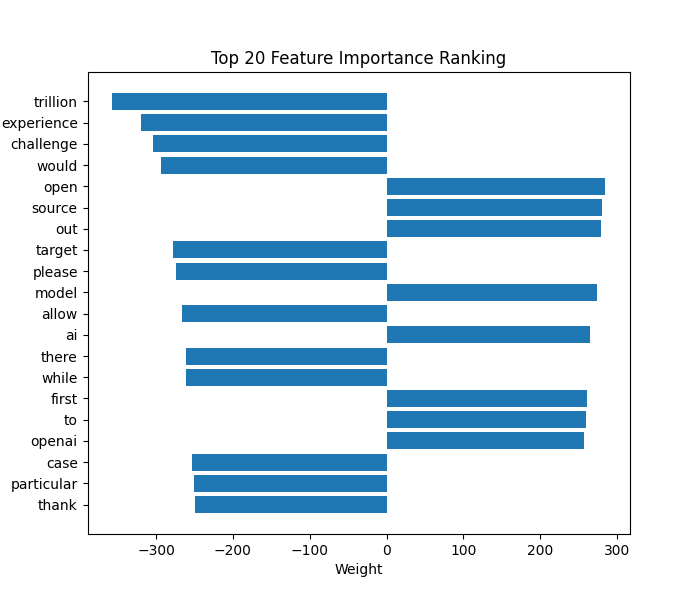 Top 20 Feature Importance Ranking
trillion
experience
challenge
would
open
source
out
target
please
model
allow
ai
there
while
first
to
openai
case
particular
thank
−300 −200 −100 0 100 200 300
Weight